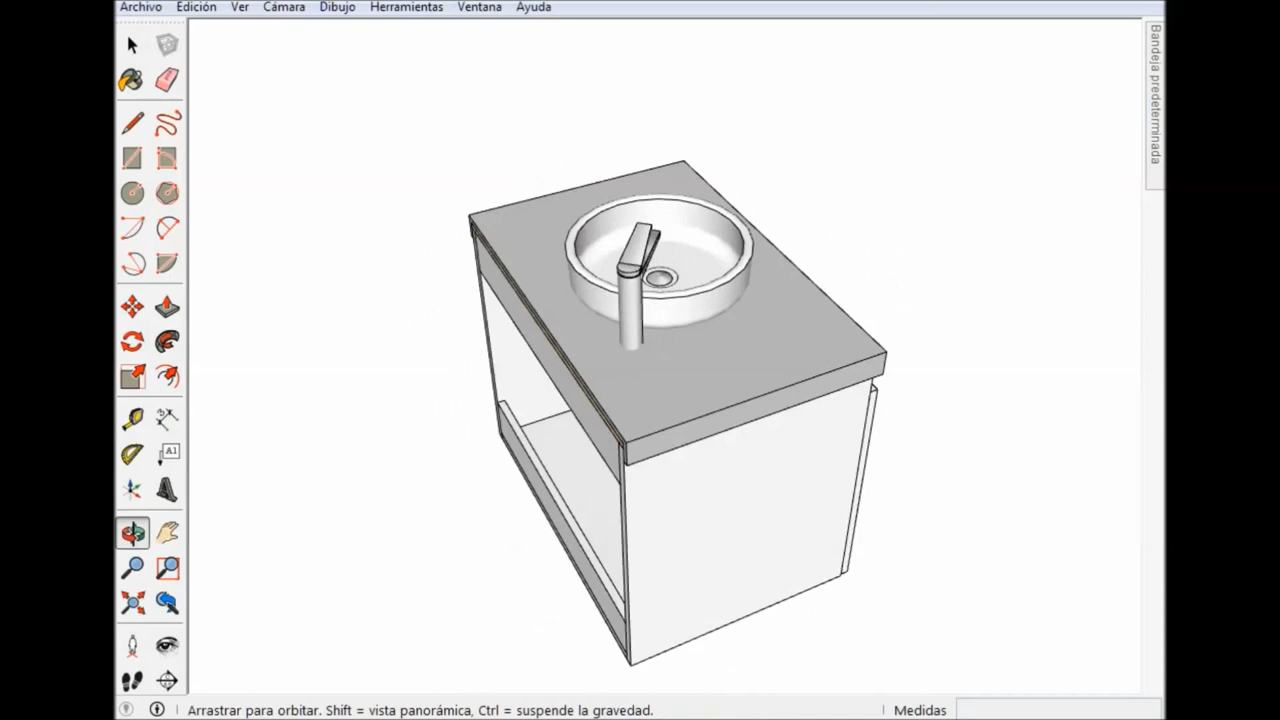 Archivo Edición Ver Cámara Dibujo Herramientas Ventana Ayuda
Bandeja predeterminada
A1
Arrastrar para orbitar. Shift = vista panorámica, Ctrl = suspende la gravedad.
Medidas